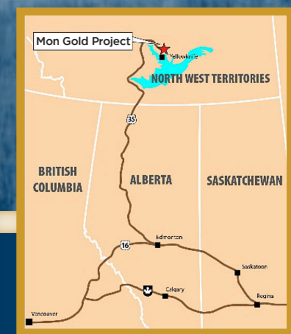 Mon Gold Project
Yellowknife
NORTH WEST TERRITORIES
35
BRITISH
COLUMBIA
ALBERTA
SASKATCHEWAN
16
Edmonton
Saskatoon
Calgary
Regina
Vancouver